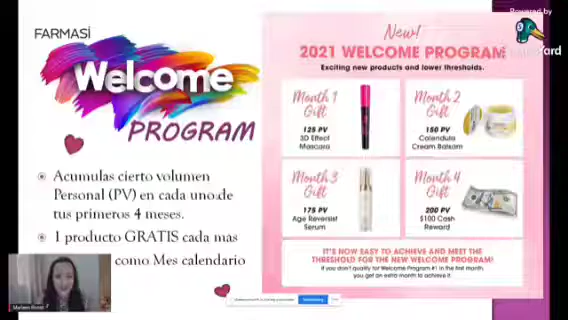 Powered by
FARMASİ
Welcome
PROGRAM
Acumulas cierto volumen
Personal (PV) en cada uno de
tus primeros 4 meses.
1 producto GRATIS cada mas
como Mes calendario
New!
2021 WELCOME PROGRAM
Exciting new products and lower thresholds.
Month 1
Gift
125 PV
3D Effect
Mascara
Month 2
Gift
150 PV
Calendula
Cream Balsam
Month 3
Gift
175 PV
Age Reversist
Serum
Month 4
Gift
200 PV
$100 Cash
Reward
IT'S NOW EASY TO ACHIEVE AND MEET THE
THRESHOLD FOR THE NEW WELCOME PROGRAM!
If you don't qualify for Welcome Program #1 in the first month,
you get an extra month to achieve it.